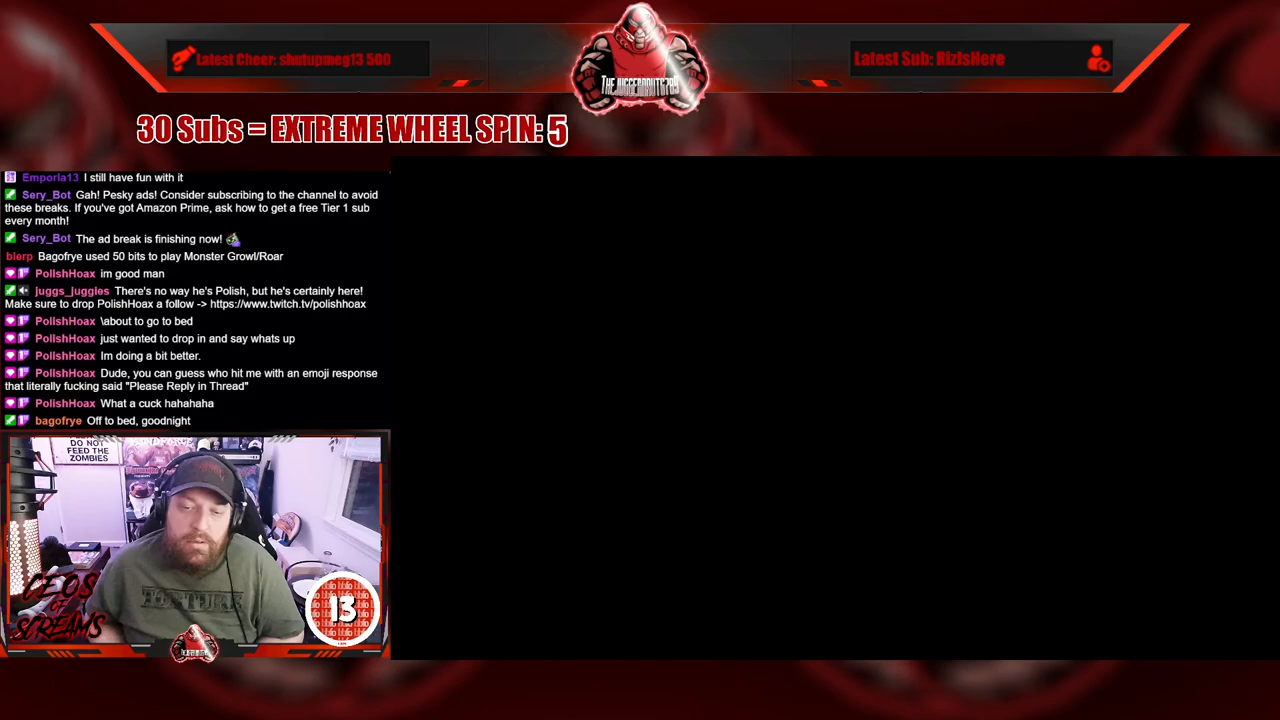 Latest Cheer: shutupmeg13 500
THEJUGGERNAUT6789
Latest Sub: RizIsHere
30 Subs = EXTREME WHEEL SPIN: 5
Emporia13 I still have fun with it
Sery_Bot Gah! Pesky ads! Consider subscribing to the channel to avoid
these breaks. If you've got Amazon Prime, ask how to get a free Tier 1 sub
every month!
Sery_Bot The ad break is finishing now!
blerp Bagofrye used 50 bits to play Monster Growl/Roar
PolishHoax im good man
juggs_juggies There's no way he's Polish, but he's certainly here!
Make sure to drop PolishHoax a follow -> https://www.twitch.tv/polishhoax
PolishHoax \about to go to bed
PolishHoax just wanted to drop in and say whats up
PolishHoax Im doing a bit better.
PolishHoax Dude, you can guess who hit me with an emoji response
that literally fucking said "Please Reply in Thread"
PolishHoax What a cuck hahahaha
bagofrye Off to bed, goodnight
DO NOT
FEED THE
ZOMBIES
TORTURE
CEOS
OF
SCREAMS
13